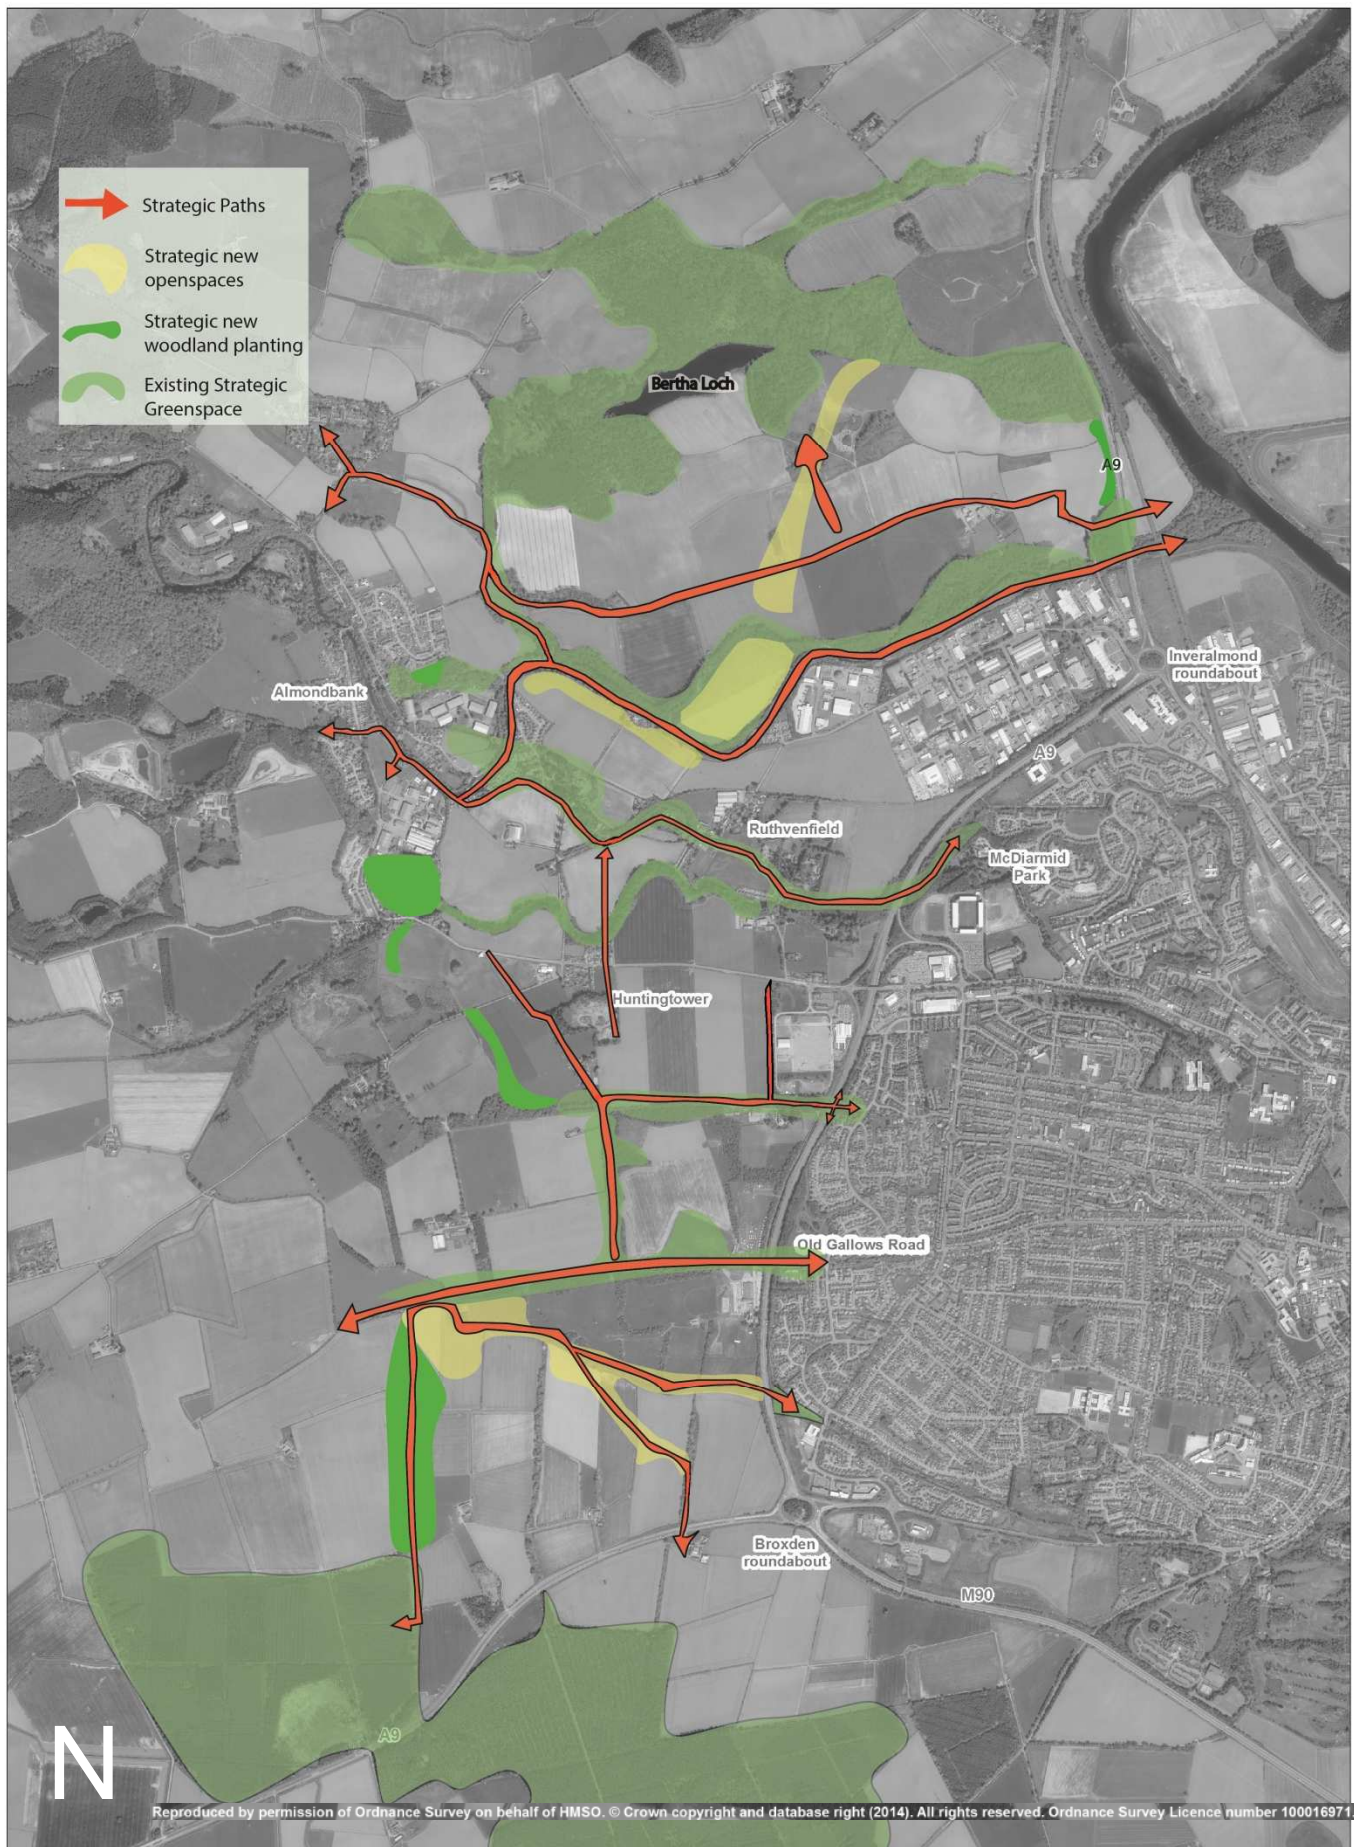 Strategic Paths
Strategic new
openspaces
Strategic new
woodland planting
Existing Strategic
Greenspace
Bertha Loch
A9
Inveralmond
roundabout
Almondbank
A9
Ruthvenfield
McDiarmid
Park
Huntingtower
Old Gallows Road
Broxden
roundabout
M90
A9
N
Reproduced by permission of Ordnance Survey on behalf of HMSO. © Crown copyright and database right (2014). All rights reserved. Ordnance Survey Licence number 100016971.